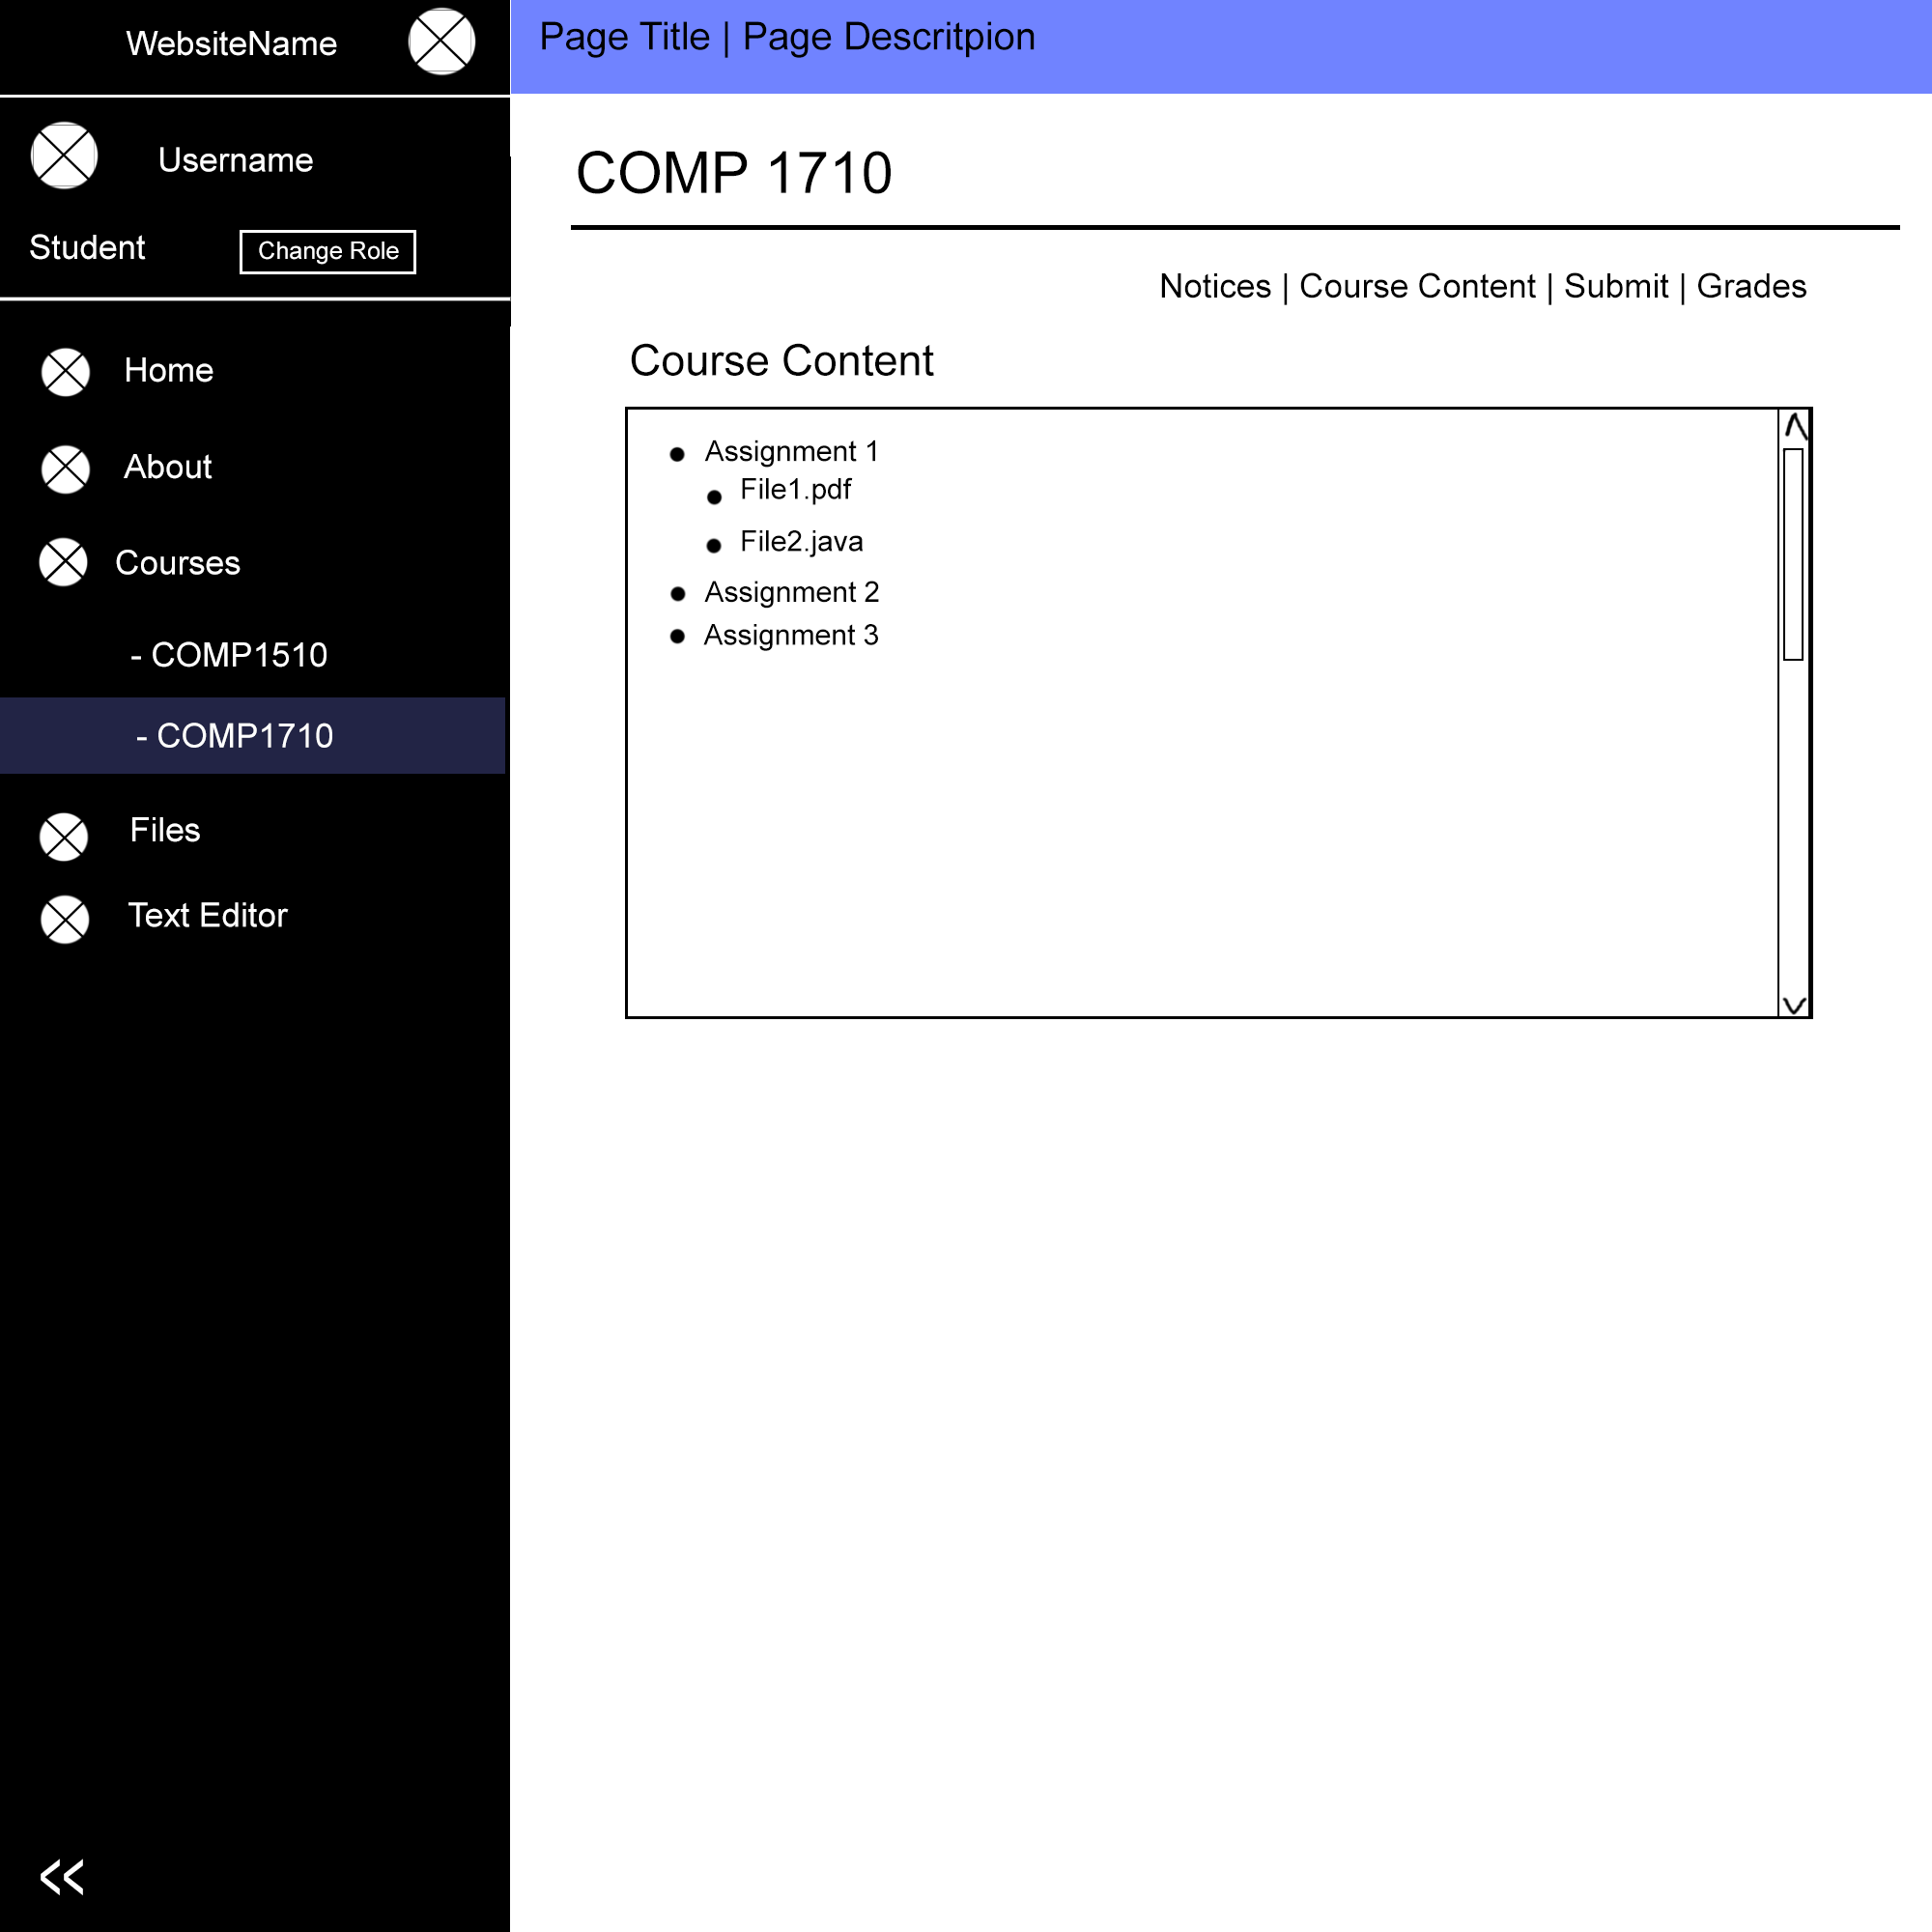 WebsiteName
Page Title | Page Descritpion
Username
Student
Change Role
COMP 1710
Notices | Course Content | Submit | Grades
Home
About
Courses
- COMP1510
- COMP1710
Files
Text Editor
Course Content
Assignment 1
File1.pdf
File2.java
Assignment 2
Assignment 3